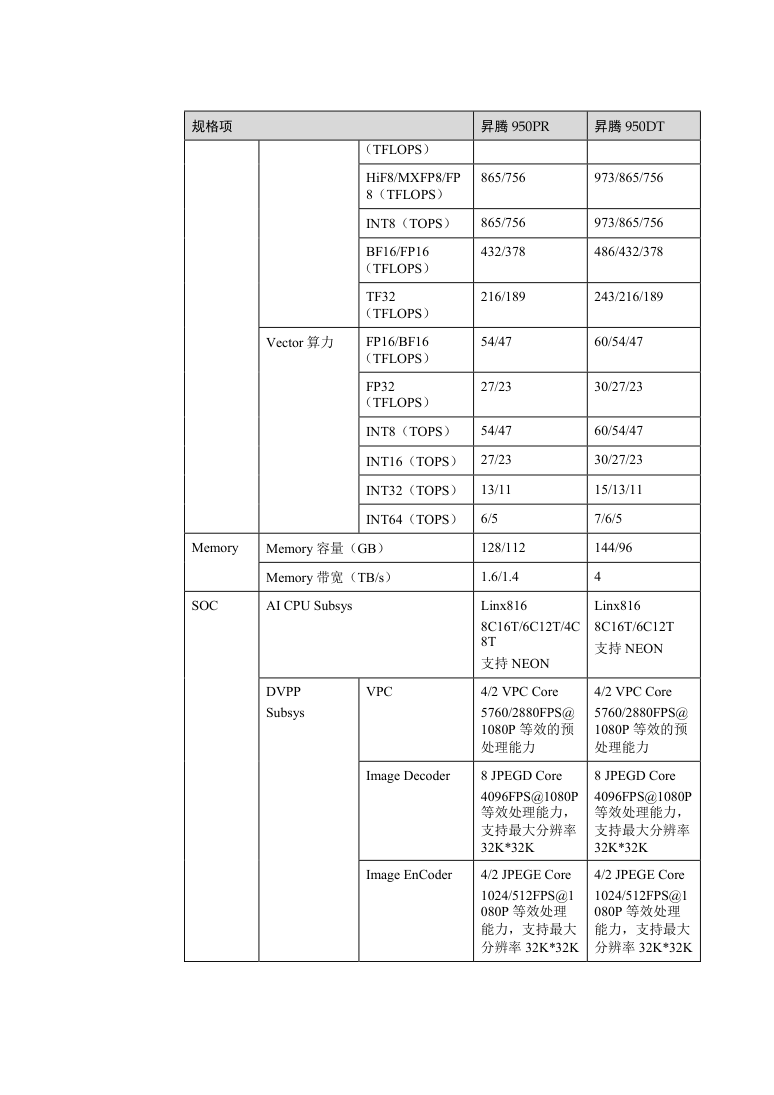 规格项 昇腾 950PR 昇腾 950DT
（TFLOPS）
HiF8/MXFP8/FP 865/756 973/865/756
8（TFLOPS）
INT8（TOPS） 865/756 973/865/756
BF16/FP16 432/378 486/432/378
（TFLOPS）
TF32 216/189 243/216/189
（TFLOPS）
Vector 算力 FP16/BF16 54/47 60/54/47
（TFLOPS）
FP32 27/23 30/27/23
（TFLOPS）
INT8（TOPS） 54/47 60/54/47
INT16（TOPS） 27/23 30/27/23
INT32（TOPS） 13/11 15/13/11
INT64（TOPS） 6/5 7/6/5
Memory Memory 容量（GB） 128/112 144/96
Memory 带宽（TB/s） 1.6/1.4 4
SOC AI CPU Subsys Linx816 Linx816
8C16T/6C12T/4C 8C16T/6C12T
8T
支持 NEON
支持 NEON
DVPP VPC 4/2 VPC Core 4/2 VPC Core
Subsys 5760/2880FPS@ 5760/2880FPS@
1080P 等效的预 1080P 等效的预
处理能力 处理能力
Image Decoder 8 JPEGD Core 8 JPEGD Core
4096FPS@1080P 4096FPS@1080P
等效处理能力， 等效处理能力，
支持最大分辨率 支持最大分辨率
32K*32K 32K*32K
Image EnCoder 4/2 JPEGE Core 4/2 JPEGE Core
1024/512FPS@1 1024/512FPS@1
080P 等效处理 080P 等效处理
能力，支持最大 能力，支持最大
分辨率 32K*32K 分辨率 32K*32K